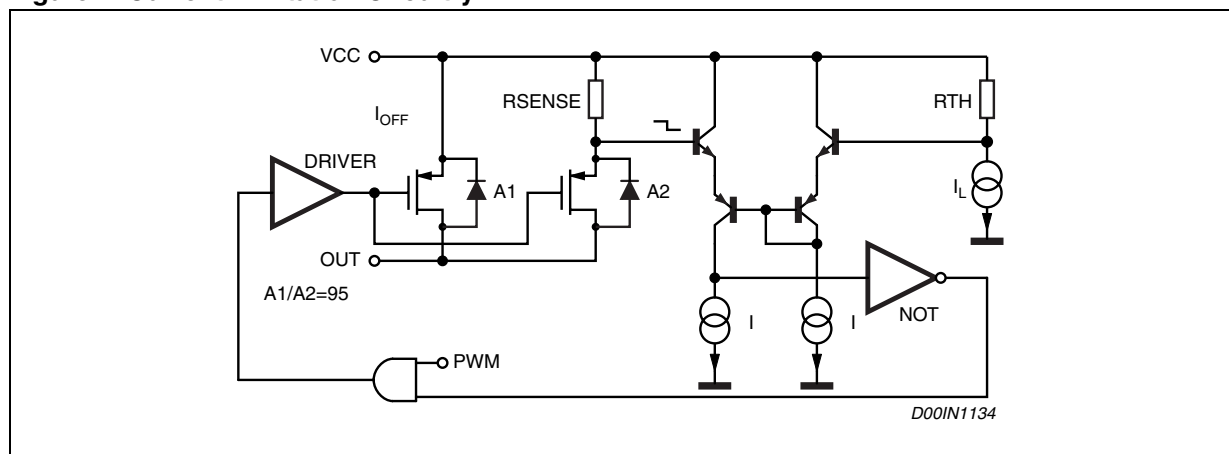 VCC
RSENSE
RTH
IOFF
DRIVER
A1
A2
IL
OUT
A1/A2=95
I
I
NOT
PWM
D00IN1134